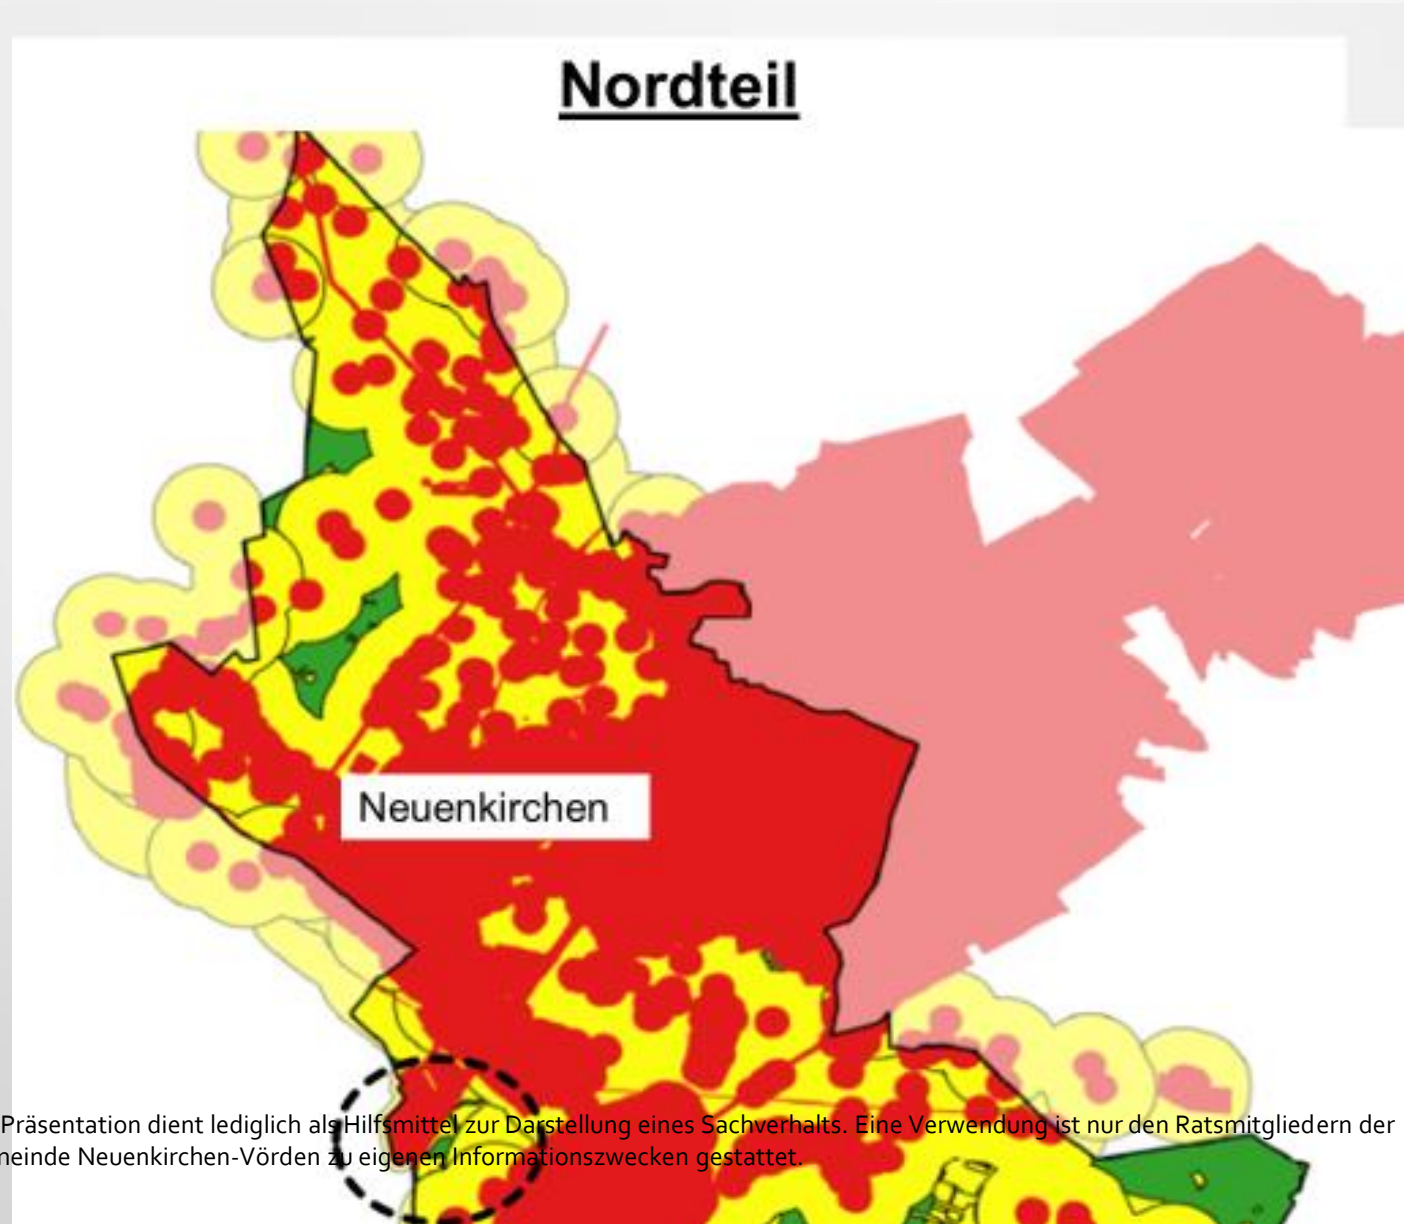 Nordteil
Neuenkirchen
Präsentation dient lediglich als Hilfsmittel zur Darstellung eines Sachverhalts. Eine Verwendung ist nur den Ratsmitgliedern der
meinde Neuenkirchen-Vörden zu eigenen Informationszwecken gestattet.